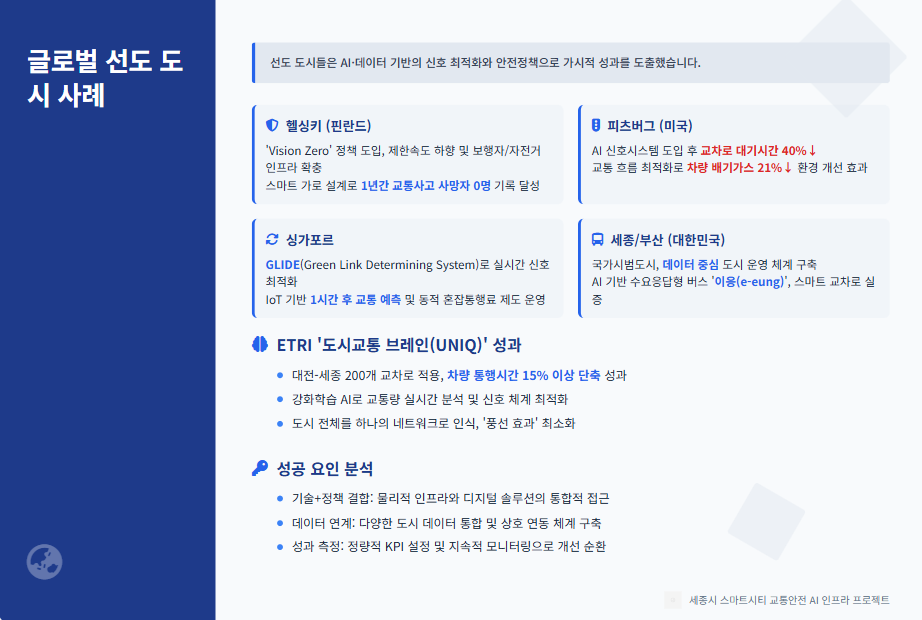 글로벌 선도 도
시 사례
선도 도시들은 AI·데이터 기반의 신호 최적화와 안전정책으로 가시적 성과를 도출했습니다.
헬싱키 (핀란드)
'Vision Zero' 정책 도입, 제한속도 하향 및 보행자/자전거
인프라 확충
스마트 가로 설계로 1년간 교통사고 사망자 0명 기록 달성
피츠버그 (미국)
AI 신호시스템 도입 후 교차로 대기시간 40%↓
교통 흐름 최적화로 차량 배기가스 21%↓ 환경 개선 효과
싱가포르
GLIDE(Green Link Determining System)로 실시간 신호
최적화
IoT 기반 1시간 후 교통 예측 및 동적 혼잡통행료 제도 운영
세종/부산 (대한민국)
국가시범도시, 데이터 중심 도시 운영 체계 구축
AI 기반 수요응답형 버스 '이응(e-eung)', 스마트 교차로 실
증
ETRI '도시교통 브레인(UNIQ)' 성과
대전-세종 200개 교차로 적용, 차량 통행시간 15% 이상 단축 성과
강화학습 AI로 교통량 실시간 분석 및 신호 체계 최적화
도시 전체를 하나의 네트워크로 인식, '풍선 효과' 최소화
성공 요인 분석
기술+정책 결합: 물리적 인프라와 디지털 솔루션의 통합적 접근
데이터 연계: 다양한 도시 데이터 통합 및 상호 연동 체계 구축
성과 측정: 정량적 KPI 설정 및 지속적 모니터링으로 개선 순환
세종시 스마트시티 교통안전 AI 인프라 프로젝트